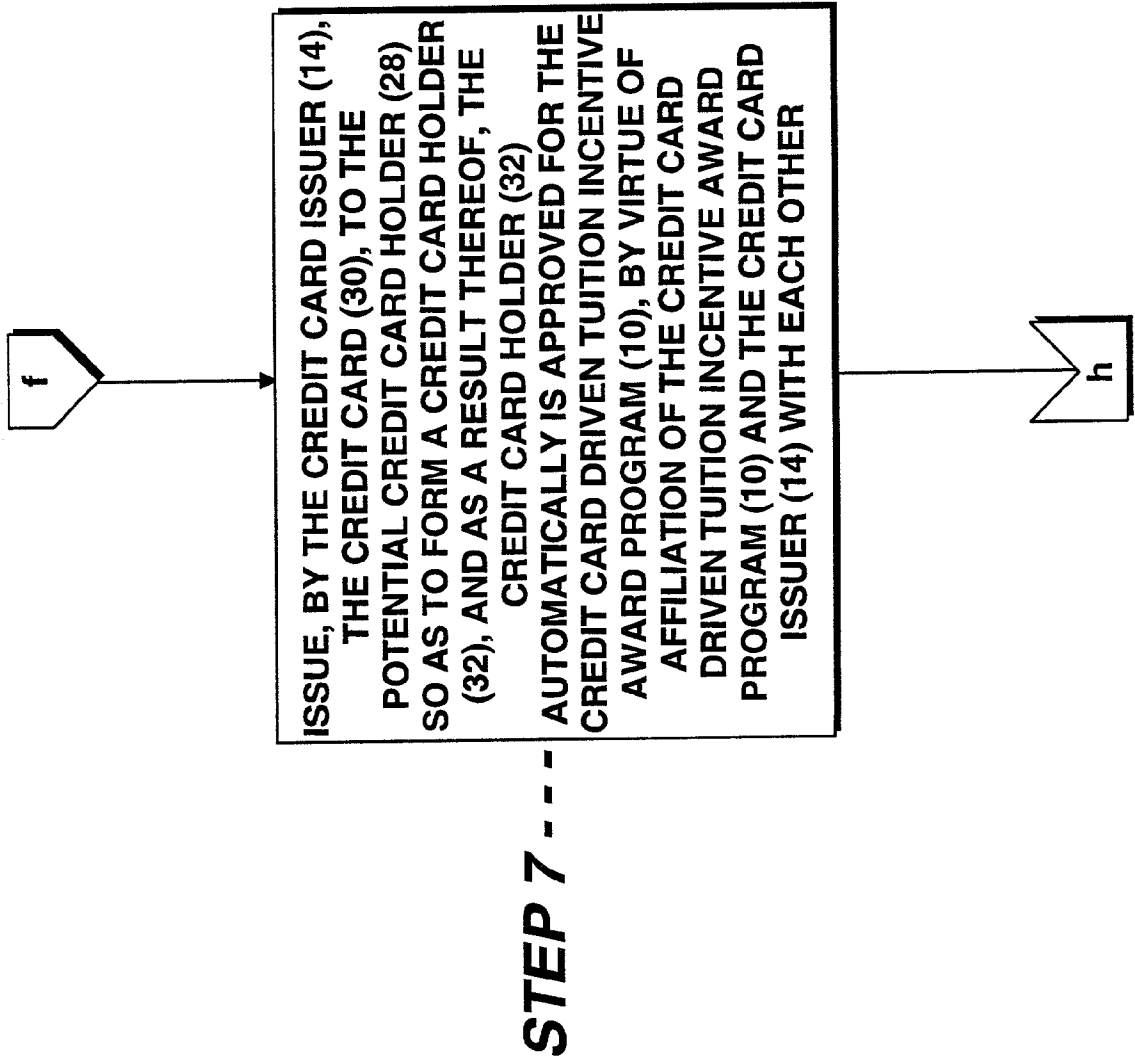 f
ISSUE, BY THE CREDIT CARD ISSUER (14),
THE CREDIT CARD (30), TO THE
POTENTIAL CREDIT CARD HOLDER (28)
SO AS TO FORM A CREDIT CARD HOLDER
(32), AND AS A RESULT THEREOF, THE
CREDIT CARD HOLDER (32)
AUTOMATICALLY IS APPROVED FOR THE
CREDIT CARD DRIVEN TUITION INCENTIVE
AWARD PROGRAM (10), BY VIRTUE OF
AFFILIATION OF THE CREDIT CARD
DRIVEN TUITION INCENTIVE AWARD
PROGRAM (10) AND THE CREDIT CARD
ISSUER (14) WITH EACH OTHER
STEP 7 - - -
h